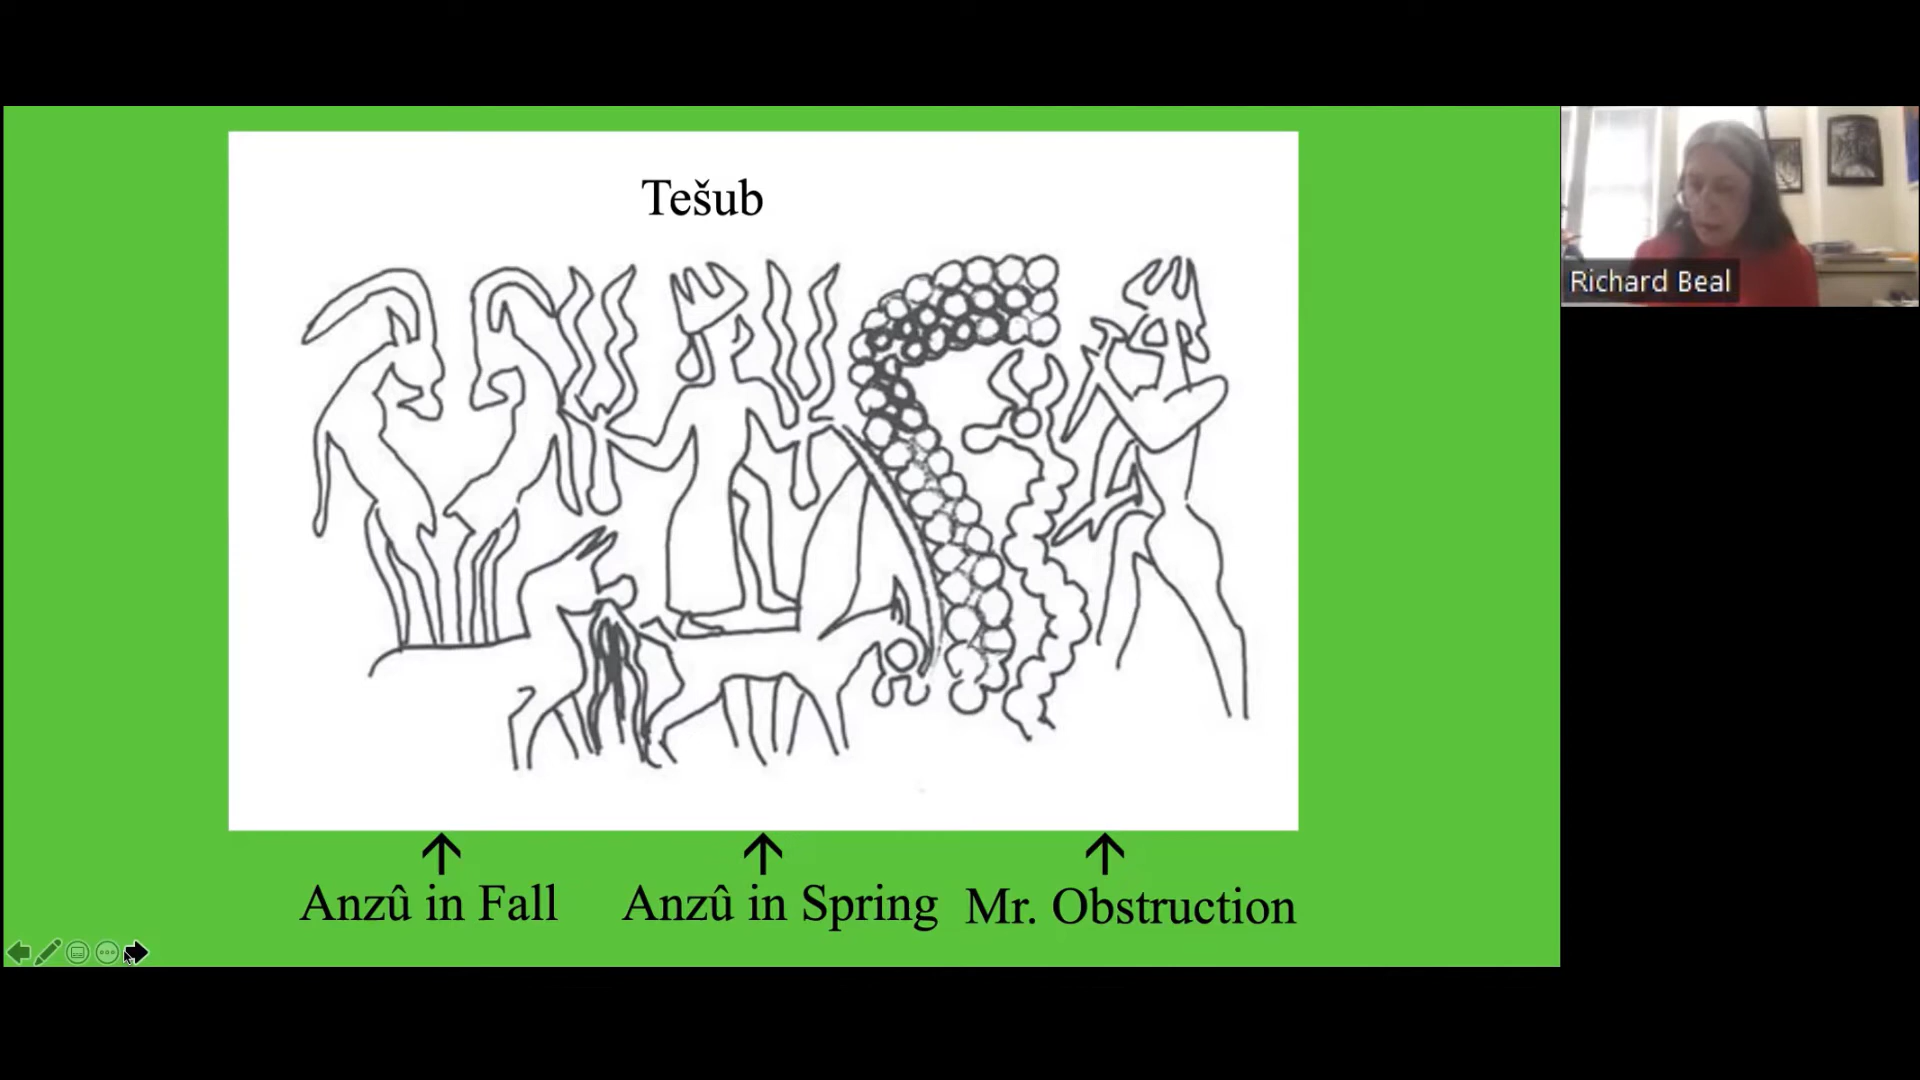 Tešub
Richard Beal
Anzû in Fall
Anzû in Spring
Mr. Obstruction